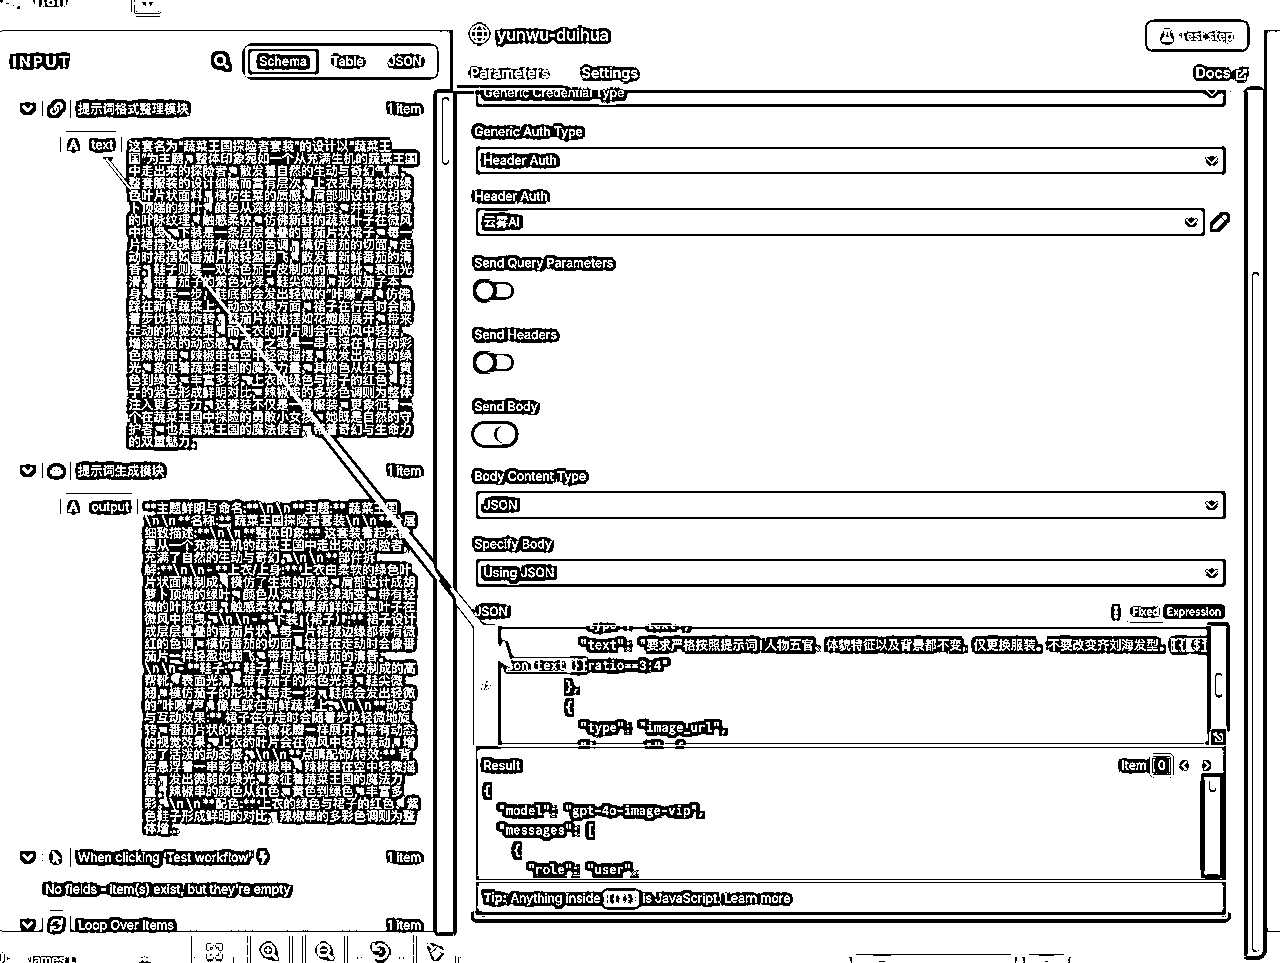 yunwu-duihua
Test step
INPUT
Schema
Table
JSON
Parameters
Settings
Docs
提示词格式整理模块
1 item
Generic Credential Type
text
这套名为“蔬菜王国探险者套装”的设计以“蔬菜王
国”为主题，整体印象宛如一个从充满生机的蔬菜王国
中走出来的探险者，散发着自然的生动与奇幻气息。
整套服装的设计细腻而富有层次，上衣采用柔软的绿
色叶片状面料，模仿生菜的质感，肩部则设计成胡萝
卜顶端的绿叶，颜色从深绿到浅绿渐变，并带有轻微
的叶脉纹理，触感柔软，仿佛新鲜的蔬菜叶子在微风
中摇曳。下装是一条层层叠叠的番茄片状裙子，每一
片裙摆边缘都带有微红的色调，模仿番茄的切面，走
动时裙摆如番茄片般轻盈翻飞，散发着新鲜番茄的清
香。鞋子则是一双紫色茄子皮制成的高帮靴，表面光
滑，带番茄子的紫色光泽，鞋尖微翘，形似茄子本
身，每走一步，鞋底都会发出轻微的“咔嚓”声，仿佛
踩在新鲜蔬菜上。动态效果方面，裙子在行走时会随
着步伐轻微旋转，番茄片状裙摆如花瓣般展开，带来
生动的视觉效果，而上衣的叶片则会在微风中轻摆，
增添活泼的动态感。点睛之笔是一串悬浮在背后的彩
色辣椒串，辣椒串在空中轻微摇摆，散发出微弱的绿
光，象征着蔬菜王国的魔法力量，其颜色从红色、黄
色到绿色，丰富多彩。上衣的绿色与裙子的红色、鞋
子的紫色形成鲜明对比，辣椒串的多彩色调则为整体
注入更多活力。这套装不仅是一套服装，更象征着一
个在蔬菜王国中探险的勇敢小女孩，她既是自然的守
护者，也是蔬菜王国的魔法使者，带着奇幻与生命力
的双重魅力。
Generic Auth Type
Header Auth
Header Auth
云雾AI
Send Query Parameters
Send Headers
Send Body
提示词生成模块
1 item
output
**主题鲜明与命名:**\n\n**主题:** 蔬菜王国
\n\n**名称:** 蔬菜王国探险者套装\n\n**
细致描述:**\n\n**整体印象:** 这套装看起来像
是从一个充满生机的蔬菜王国中走出来的探险者，
充满了自然的生动与奇幻。\n\n**部件拆
解:**\n\n- **上衣/上身:** 上衣由柔软的绿色叶
片状面料制成，模仿了生菜的质感，肩部设计成胡
萝卜顶端的绿叶，颜色从深绿到浅绿渐变，带有轻
微的叶脉纹理，触感柔软，像是新鲜的蔬菜叶子在
微风中摇曳。\n\n- **下装(裙子):** 裙子设计
成层层叠叠的番茄片状，每一片裙摆边缘都带有微
红的色调，模仿番茄的切面，裙摆在走动时会像番
茄片一样轻盈地翻飞，带有新鲜番茄的清香。
\n\n- **鞋子:** 鞋子是用紫色的茄子皮制成的高
帮靴，表面光滑，带有茄子的紫色光泽，鞋尖微
翘，模仿茄子的形状，每走一步，鞋底会发出轻微
的“咔嚓”声，像是踩在新鲜蔬菜上。\n\n**动态
与互动效果:** 裙子在行走时会随着步伐轻微地旋
转，番茄片状的裙摆会像花瓣一样展开，带有动态
的视觉效果，上衣的叶片会在微风中轻微摆动，增
添了活泼的动态感。\n\n**点睛配饰/特效:** 背
后悬浮着一串彩色的辣椒串，辣椒串在空中轻微摇
摆，发出微弱的绿光，象征着蔬菜王国的魔法力
量，辣椒串的颜色从红色、黄色到绿色，丰富多
彩。\n\n**配色:** 上衣的绿色与裙子的红色、紫
色鞋子形成鲜明的对比，辣椒串的多彩色调则为整
体增
Body Content Type
JSON
Specify Body
Using JSON
JSON
Fixed
Expression
"text": "要求严格按照提示词|人物五官、体貌特征以及背景都不变，仅更换服装。不要改变齐刘海发型。
son.text }}ratio==3:4"
},
{
"type": "image_url",
Result
Item
0
{
"model": "gpt-4o-image-vip",
"messages": [
{
"role": "user",
When clicking ‘Test workflow’
1 item
No fields - item(s) exist, but they're empty
Tip: Anything inside {{ }} is JavaScript. Learn more
Loop Over Items
1 item